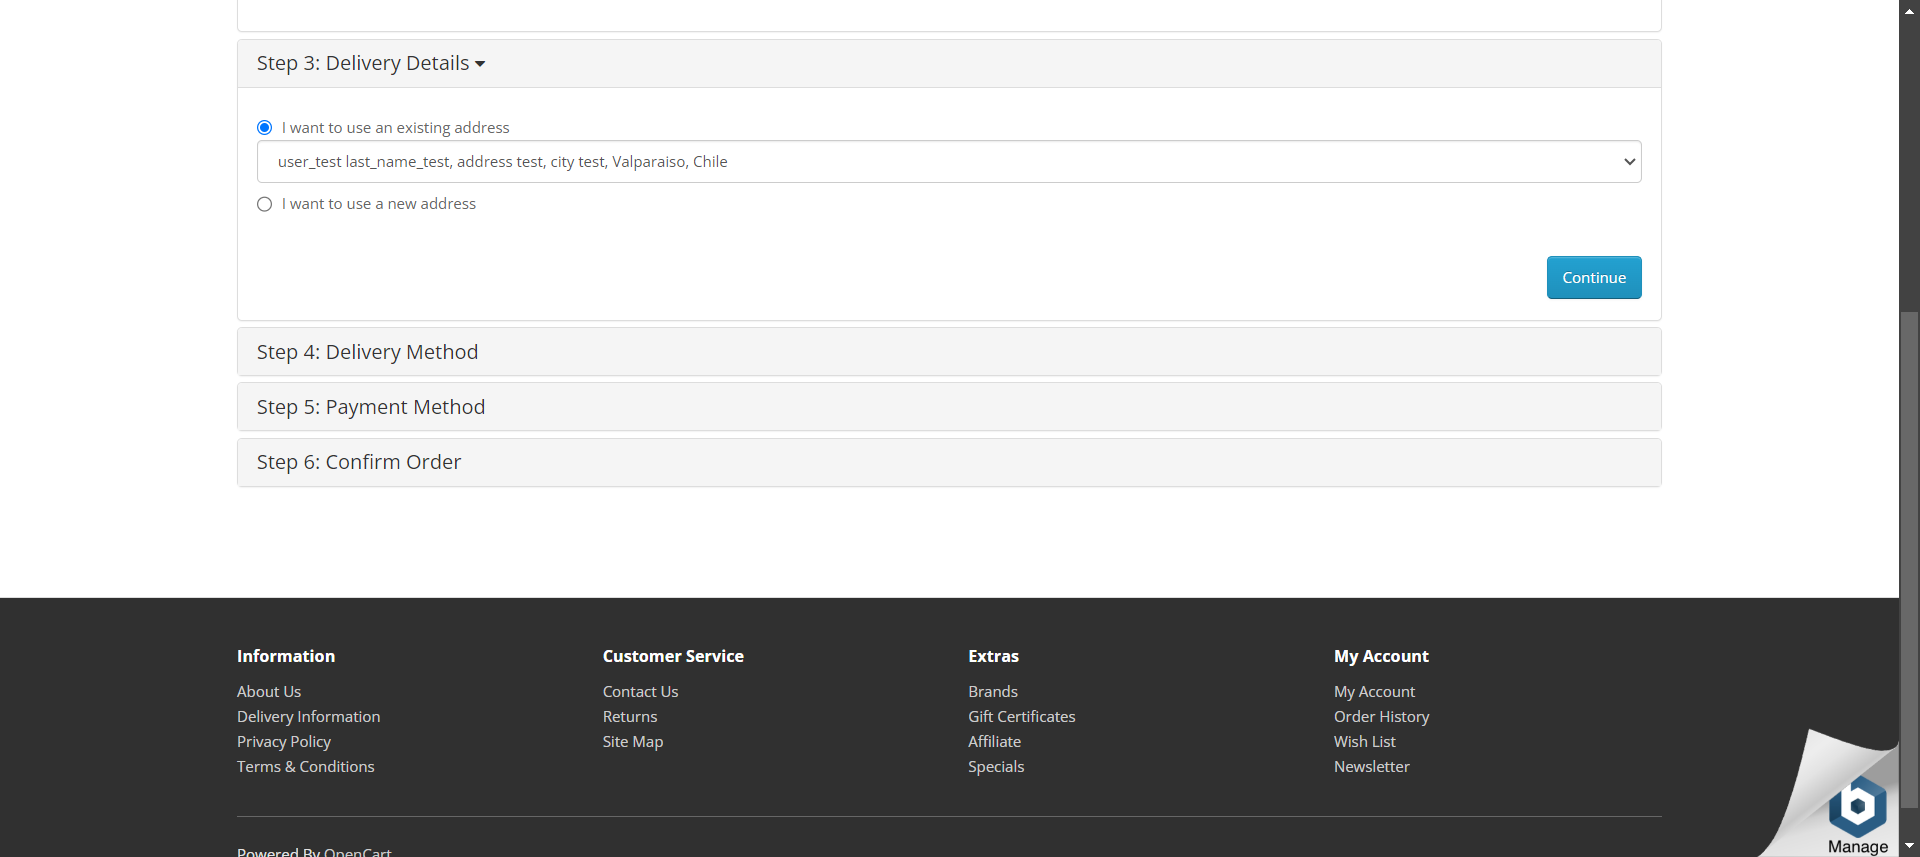 Step 3: Delivery Details
I want to use an existing address
user_test last_name_test, address test, city test, Valparaiso, Chile
I want to use a new address
Continue
Step 4: Delivery Method
Step 5: Payment Method
Step 6: Confirm Order
Information
About Us
Delivery Information
Privacy Policy
Terms & Conditions
Customer Service
Contact Us
Returns
Site Map
Extras
Brands
Gift Certificates
Affiliate
Specials
My Account
My Account
Order History
Wish List
Newsletter
Manage
Powered By OpenCart